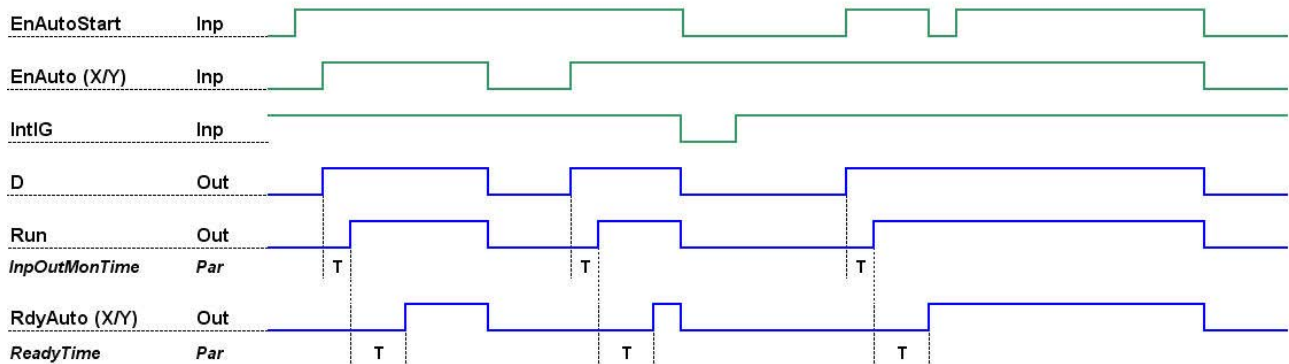 EnAutoStart Inp
EnAuto (X/Y) Inp
IntIG Inp
D Out
Run Out
InpOutMonTime Par T T T
RdyAuto (X/Y) Out
ReadyTime Par T T T